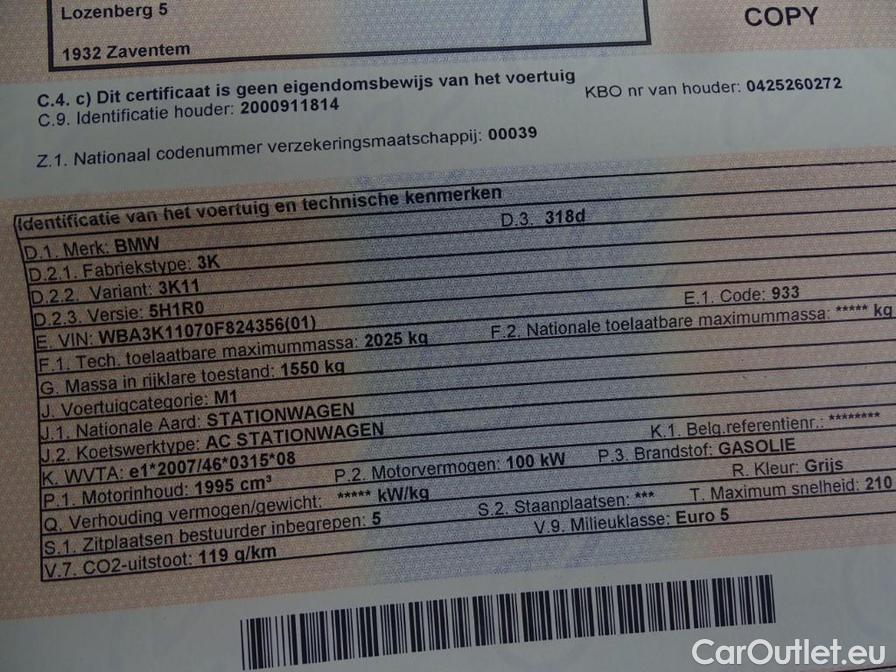 Lozenberg 5
1932 Zaventem
COPY
C.4. c) Dit certificaat is geen eigendomsbewijs van het voertuig
C.9. Identificatie houder: 2000911814
KBO nr van houder: 0425260272
Z.1. Nationaal codenummer verzekeringsmaatschappij: 00039
Identificatie van het voertuig en technische kenmerken
D.1. Merk: BMW
D.3. 318d
D.2.1. Fabriekstype: 3K
D.2.2. Variant: 3K11
D.2.3. Versie: 5H1R0
E. VIN: WBA3K11070F824356(01)
E.1. Code: 933
F.1. Tech. toelaatbare maximummassa: 2025 kg
F.2. Nationale toelaatbare maximummassa: ***** kg
G. Massa in rijklare toestand: 1550 kg
J. Voertuigcategorie: M1
J.1. Nationale Aard: STATIONWAGEN
J.2. Koetswerktype: AC STATIONWAGEN
K. WVTA: e1*2007/46*0315*08
K.1. Belg.referentienr.: ********
P.1. Motorinhoud: 1995 cm³
P.2. Motorvermogen: 100 kW
P.3. Brandstof: GASOLIE
Q. Verhouding vermogen/gewicht: ***** kW/kg
R. Kleur: Grijs
S.1. Zitplaatsen bestuurder inbegrepen: 5
S.2. Staanplaatsen: ***
T. Maximum snelheid: 210
V.7. CO2-uitstoot: 119 g/km
V.9. Milieuklasse: Euro 5
CarOutlet.eu